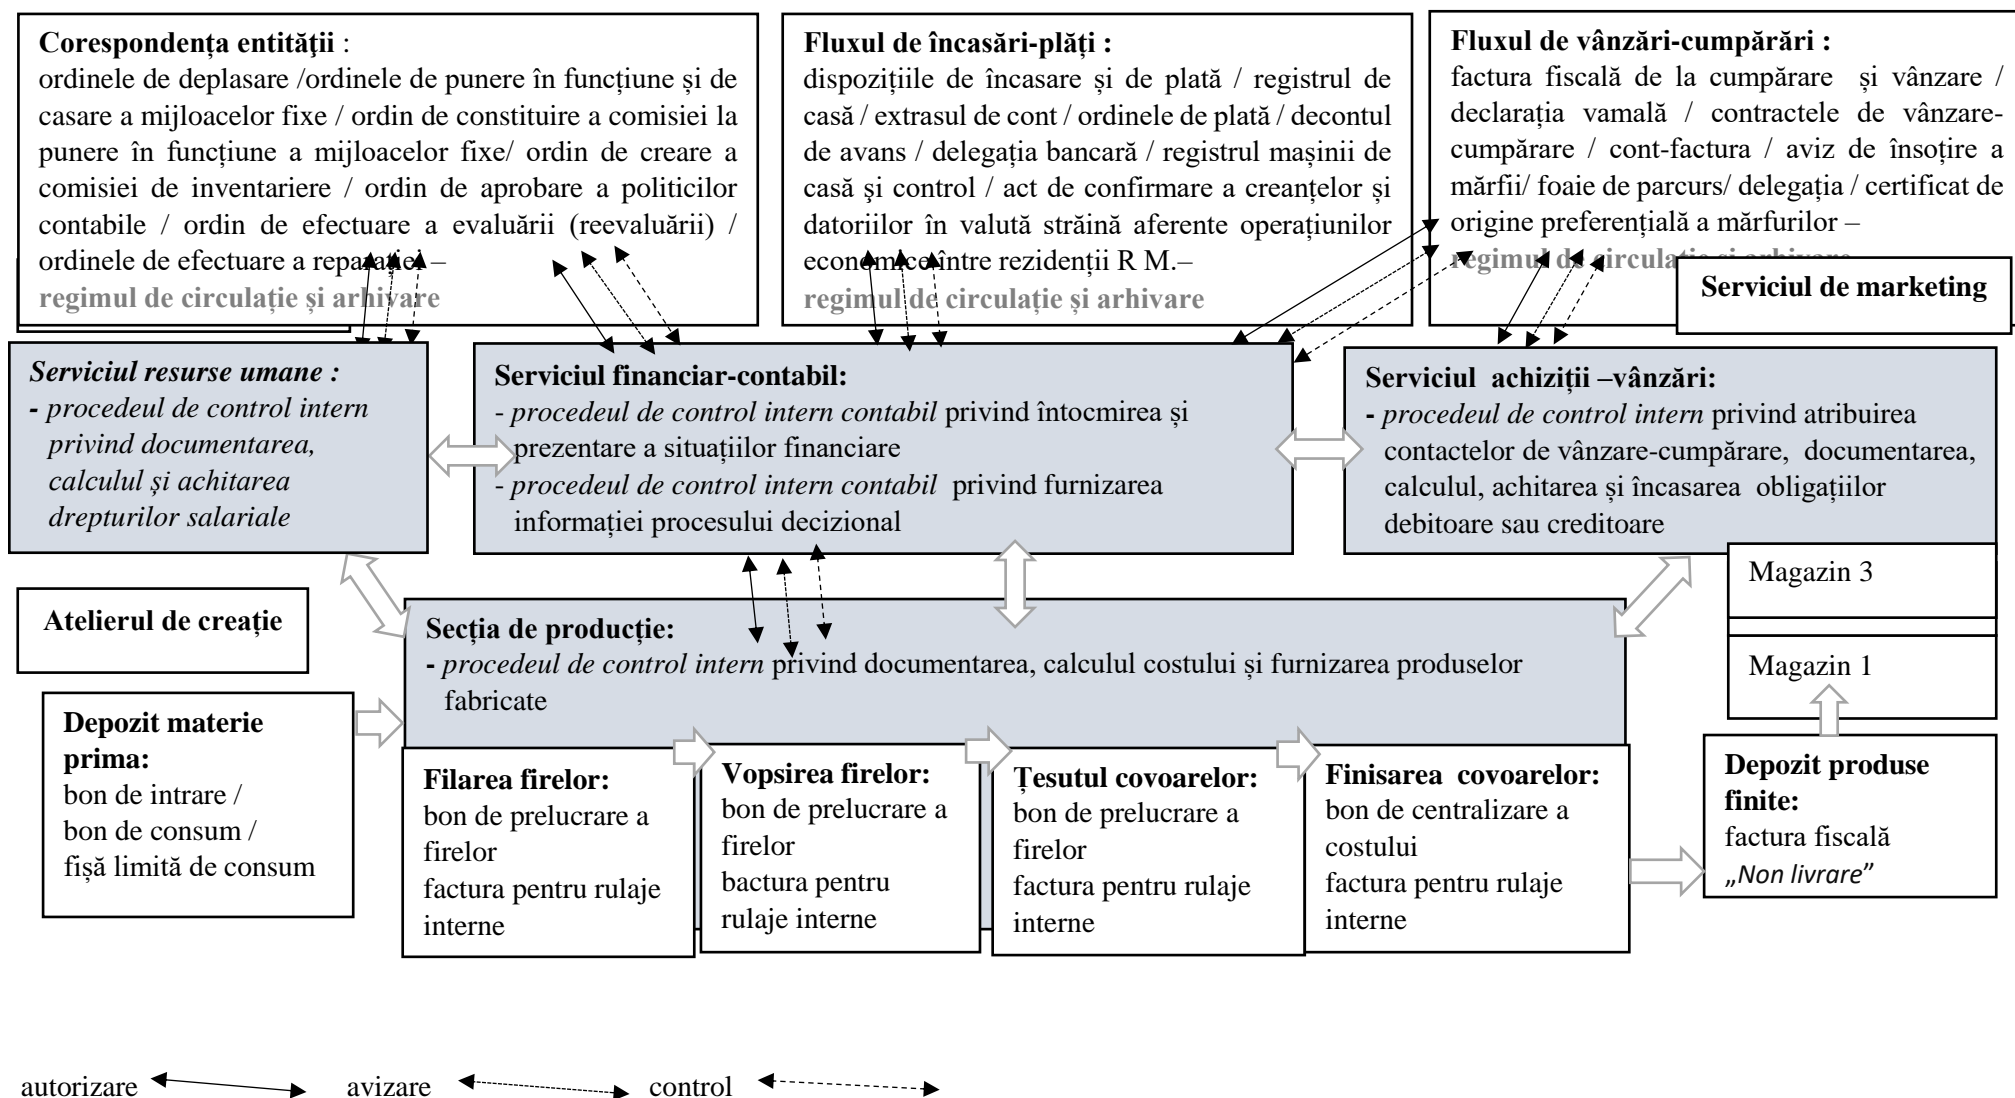 Corespondența entităţii :
ordinele de deplasare /ordinele de punere în funcțiune și de
casare a mijloacelor fixe / ordin de constituire a comisiei la
punere în funcțiune a mijloacelor fixe/ ordin de creare a
comisiei de inventariere / ordin de aprobare a politicilor
contabile / ordin de efectuare a evaluării (reevaluării) /
ordinele de efectuare a reparației –
regimul de circulație și arhivare
Fluxul de încasări-plăți :
dispozițiile de încasare și de plată / registrul de
casă / extrasul de cont / ordinele de plată / decontul
de avans / delegația bancară / registrul mașinii de
casă şi control / act de confirmare a creanțelor și
datoriilor în valută străină aferente operațiunilor
economice între rezidenții R M.–
regimul de circulație și arhivare
Fluxul de vânzări-cumpărări :
factura fiscală de la cumpărare și vânzare /
declarația vamală / contractele de vânzare-
cumpărare / cont-factura / aviz de însoțire a
mărfii/ foaie de parcurs/ delegația / certificat de
origine preferențială a mărfurilor –
regimul de circulație și arhivare
Serviciul de marketing
Serviciul resurse umane :
- procedeul de control intern
privind documentarea,
calculul și achitarea
drepturilor salariale
Serviciul financiar-contabil:
- procedeul de control intern contabil privind întocmirea și
prezentare a situațiilor financiare
- procedeul de control intern contabil privind furnizarea
informației procesului decizional
Serviciul achiziții –vânzări:
- procedeul de control intern privind atribuirea
contactelor de vânzare-cumpărare, documentarea,
calculul, achitarea și încasarea obligațiilor
debitoare sau creditoare
Magazin 3
Magazin 1
Atelierul de creație
Secția de producție:
- procedeul de control intern privind documentarea, calculul costului și furnizarea produselor
fabricate
Depozit materie
prima:
bon de intrare /
bon de consum /
fișă limită de consum
Filarea firelor:
bon de prelucrare a
firelor
factura pentru rulaje
interne
Vopsirea firelor:
bon de prelucrare a
firelor
bactura pentru
rulaje interne
Țesutul covoarelor:
bon de prelucrare a
firelor
factura pentru rulaje
interne
Finisarea covoarelor:
bon de centralizare a
costului
factura pentru rulaje
interne
Depozit produse
finite:
factura fiscală
„Non livrare”
autorizare avizare control